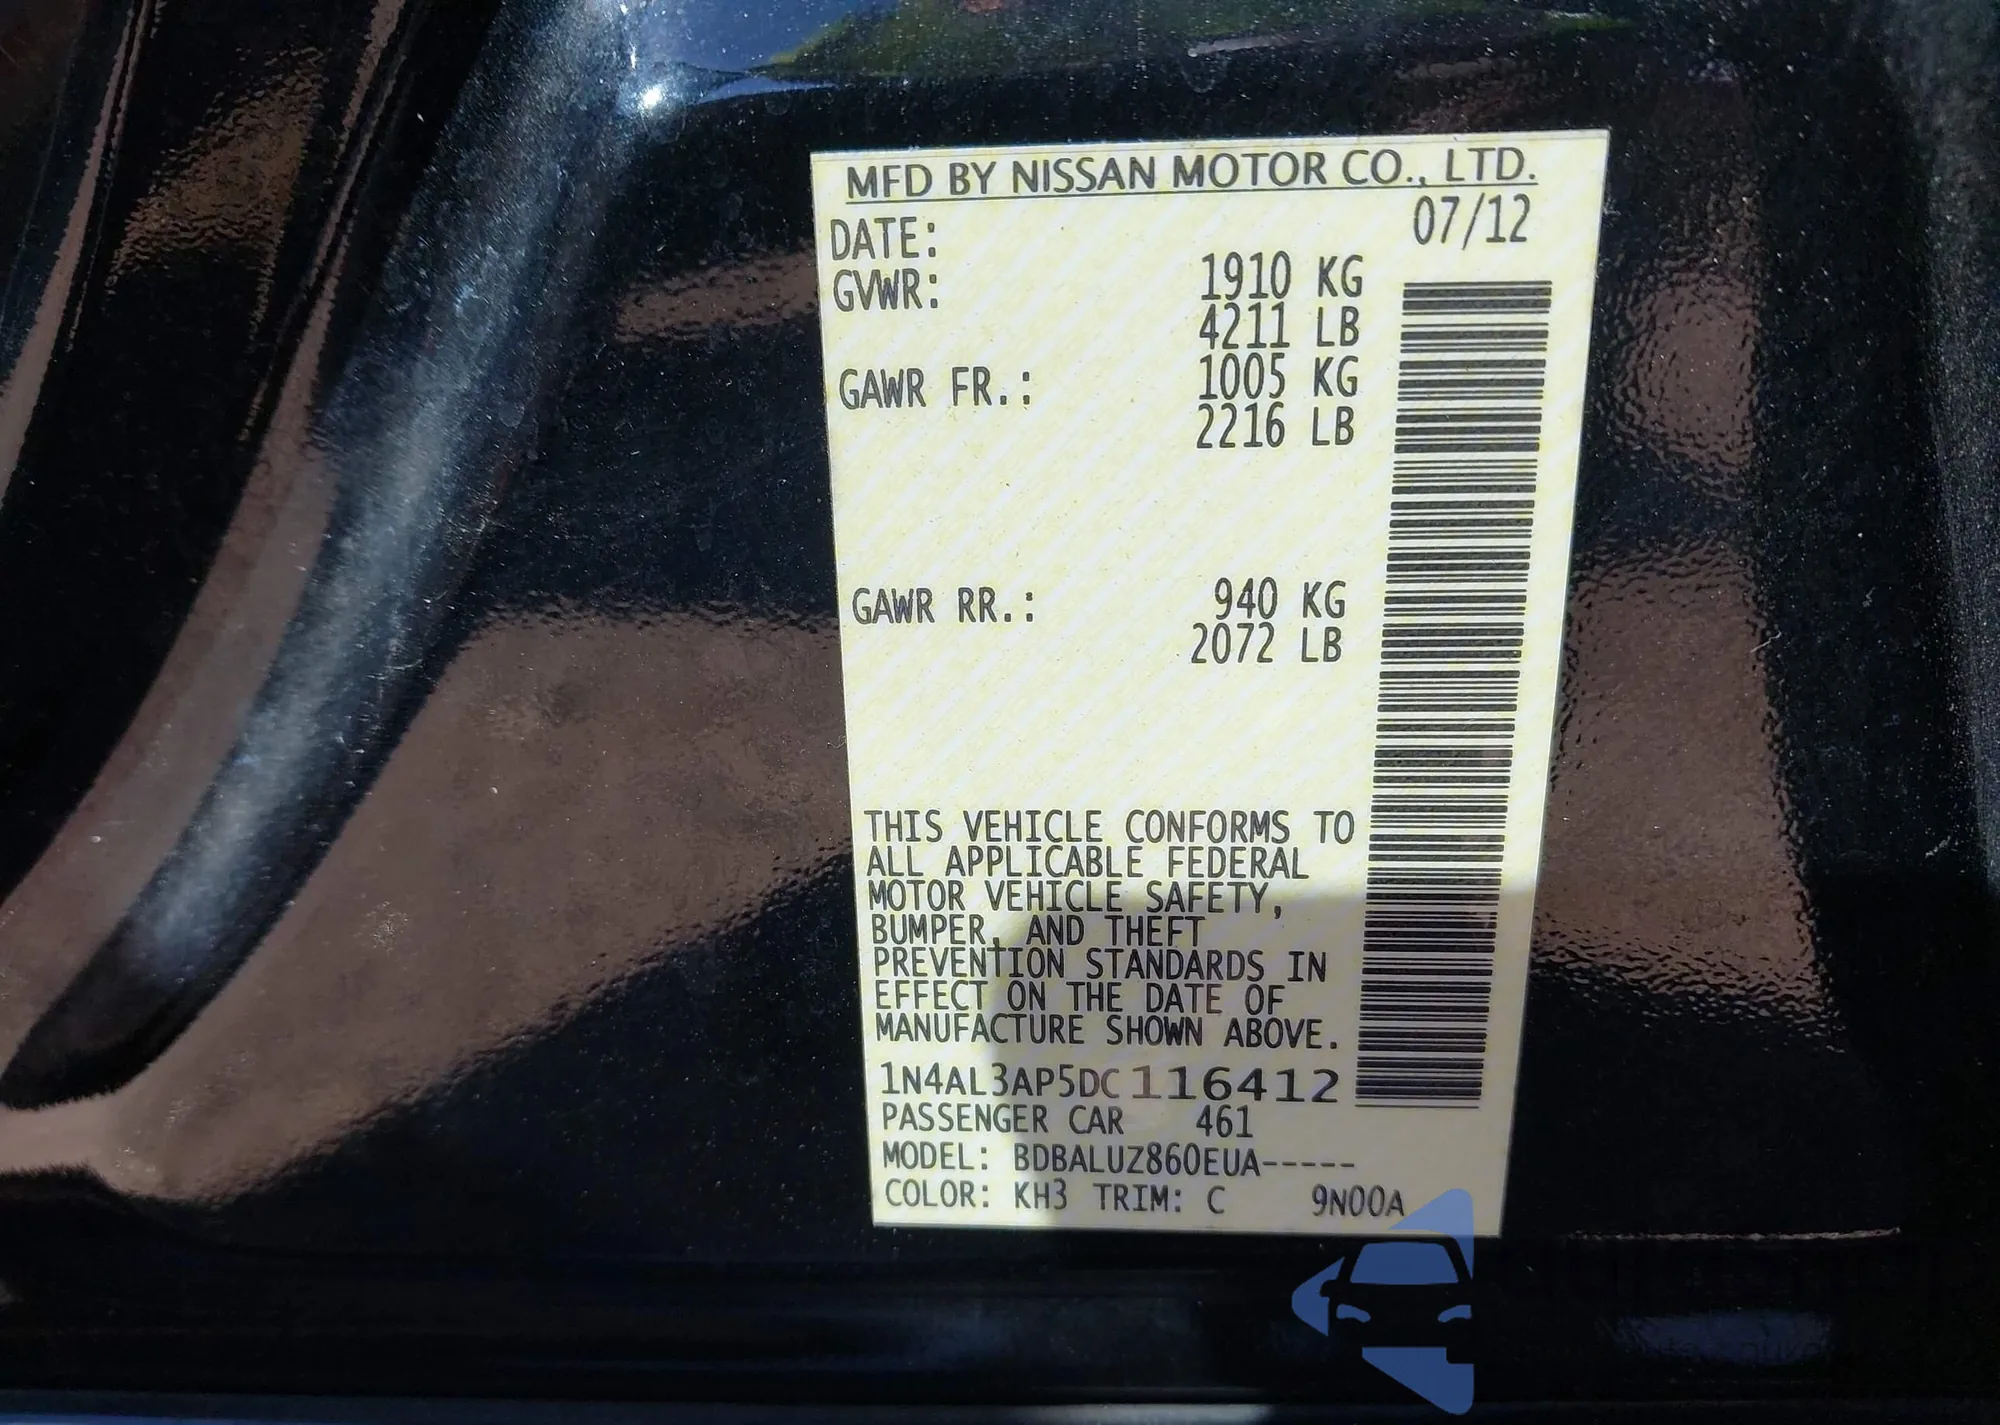 MFD BY NISSAN MOTOR CO., LTD.
DATE: 07/12
GVWR: 1910 KG
4211 LB
GAWR FR.: 1005 KG
2216 LB
GAWR RR.: 940 KG
2072 LB
THIS VEHICLE CONFORMS TO
ALL APPLICABLE FEDERAL
MOTOR VEHICLE SAFETY,
BUMPER, AND THEFT
PREVENTION STANDARDS IN
EFFECT ON THE DATE OF
MANUFACTURE SHOWN ABOVE.
1N4AL3AP5DC116412
PASSENGER CAR 461
MODEL: BDBALUZ860EUA-----
COLOR: KH3 TRIM: C 9N00A